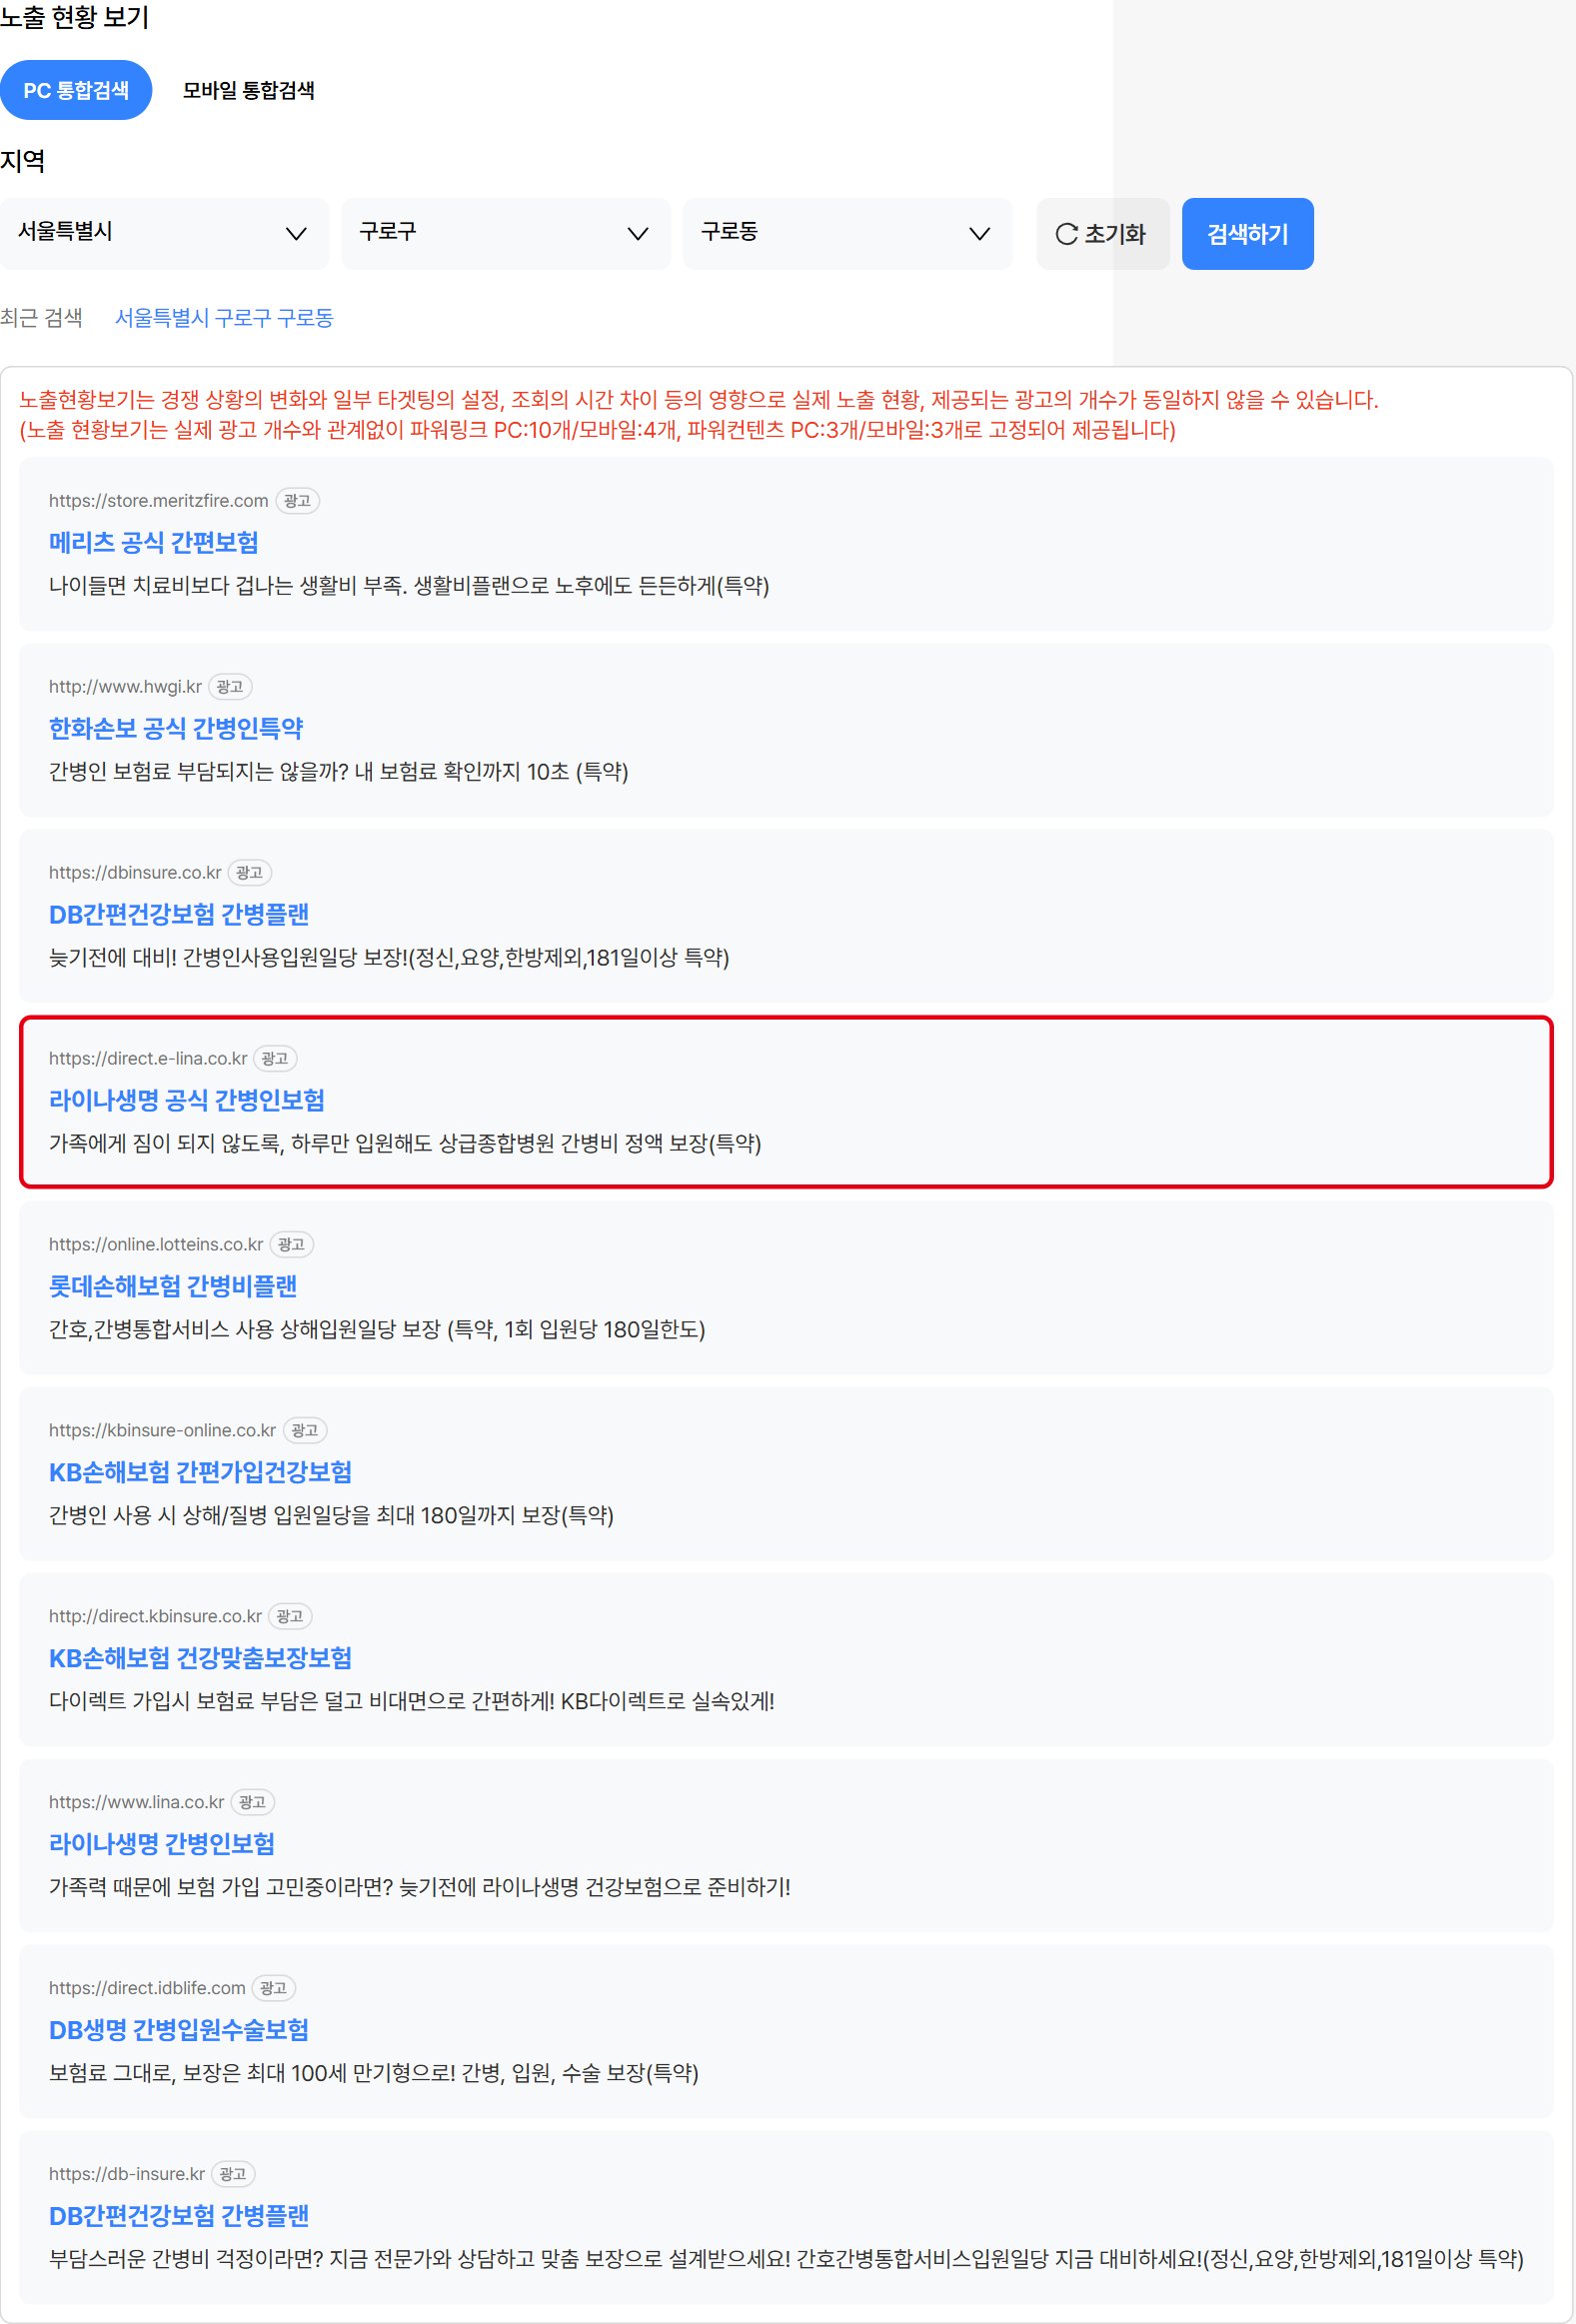 노출 현황 보기
PC 통합검색 모바일 통합검색
지역
서울특별시 구로구 구로동 초기화 검색하기
최근 검색 서울특별시 구로구 구로동
노출현황보기는 경쟁 상황의 변화와 일부 타겟팅의 설정, 조회의 시간 차이 등의 영향으로 실제 노출 현황, 제공되는 광고의 개수가 동일하지 않을 수 있습니다.
(노출 현황보기는 실제 광고 개수와 관계없이 파워링크 PC:10개/모바일:4개, 파워컨텐츠 PC:3개/모바일:3개로 고정되어 제공됩니다)
https://store.meritzfire.com 광고
메리츠 공식 간편보험
나이들면 치료비보다 겁나는 생활비 부족. 생활비플랜으로 노후에도 든든하게(특약)
http://www.hwgi.kr 광고
한화손보 공식 간병인특약
간병인 보험료 부담되지는 않을까? 내 보험료 확인까지 10초 (특약)
https://dbinsure.co.kr 광고
DB간편건강보험 간병플랜
늦기전에 대비! 간병인사용입원일당 보장!(정신,요양,한방제외,181일이상 특약)
https://direct.e-lina.co.kr 광고
라이나생명 공식 간병인보험
가족에게 짐이 되지 않도록, 하루만 입원해도 상급종합병원 간병비 정액 보장(특약)
https://online.lotteins.co.kr 광고
롯데손해보험 간병비플랜
간호,간병통합서비스 사용 상해입원일당 보장 (특약, 1회 입원당 180일한도)
https://kbinsure-online.co.kr 광고
KB손해보험 간편가입건강보험
간병인 사용 시 상해/질병 입원일당을 최대 180일까지 보장(특약)
http://direct.kbinsure.co.kr 광고
KB손해보험 건강맞춤보장보험
다이렉트 가입시 보험료 부담은 덜고 비대면으로 간편하게! KB다이렉트로 실속있게!
https://www.lina.co.kr 광고
라이나생명 간병인보험
가족력 때문에 보험 가입 고민중이라면? 늦기전에 라이나생명 건강보험으로 준비하기!
https://direct.idblife.com 광고
DB생명 간병입원수술보험
보험료 그대로, 보장은 최대 100세 만기형으로! 간병, 입원, 수술 보장(특약)
https://db-insure.kr 광고
DB간편건강보험 간병플랜
부담스러운 간병비 걱정이라면? 지금 전문가와 상담하고 맞춤 보장으로 설계받으세요! 간호간병통합서비스입원일당 지금 대비하세요!(정신,요양,한방제외,181일이상 특약)